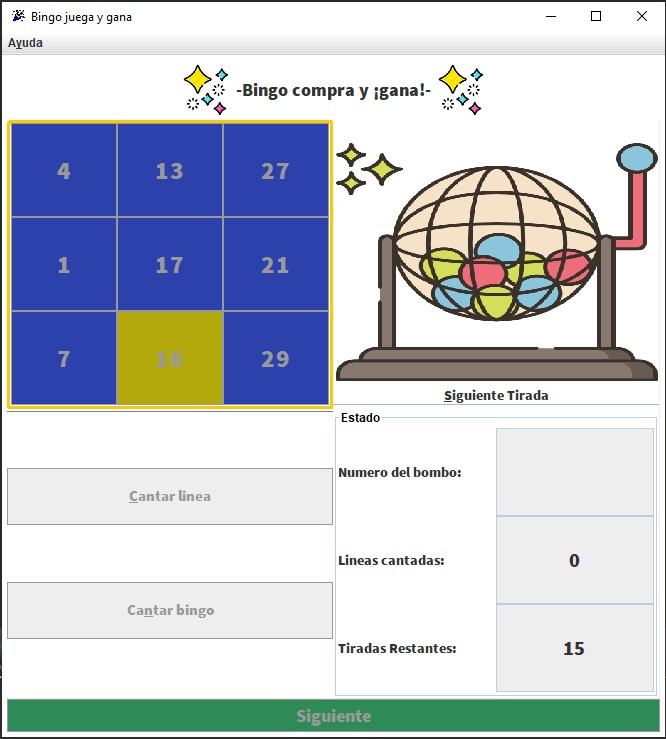 Bingo juega y gana
Ayuda
-Bingo compra y ¡gana!-
4 13 27
1 17 21
7 16 29
Siguiente Tirada
Estado
Numero del bombo:
Lineas cantadas: 0
Tiradas Restantes: 15
Cantar linea
Cantar bingo
Siguiente